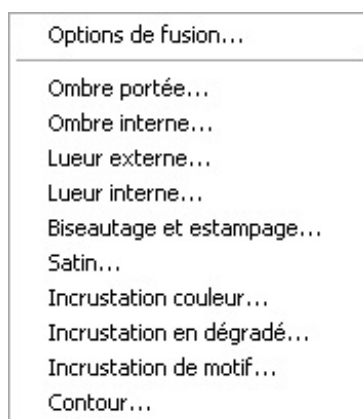 Options de fusion...
Ombre portée...
Ombre interne...
Lueur externe...
Lueur interne...
Biseautage et estampage...
Satin...
Incrustation couleur...
Incrustation en dégradé...
Incrustation de motif...
Contour...